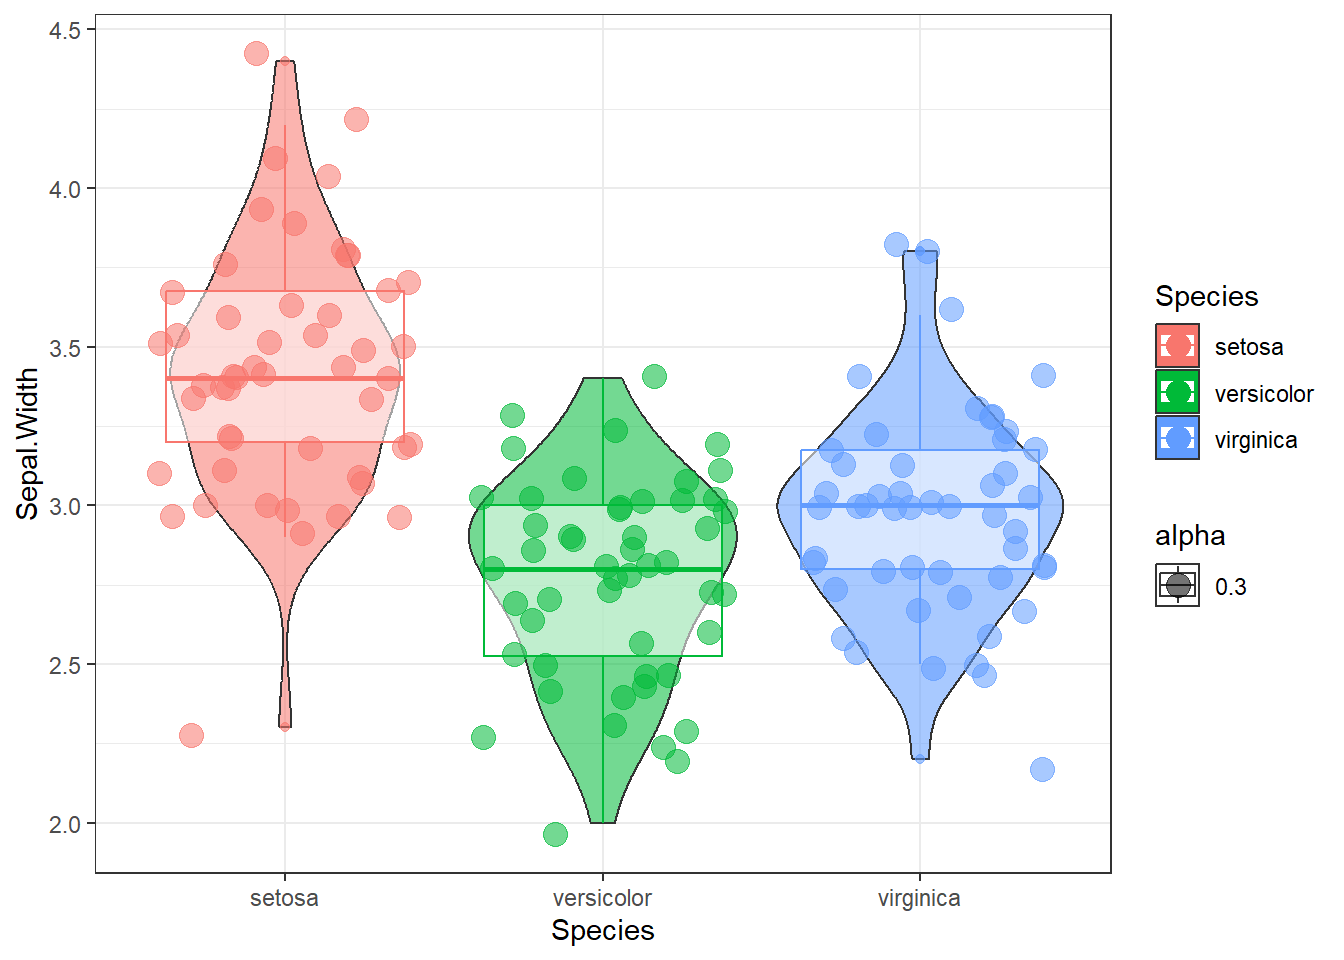 4.5
4.0
3.5
3.0
2.5
2.0
Sepal.Width
setosa
versicolor
virginica
Species
Species
setosa
versicolor
virginica
alpha
0.3